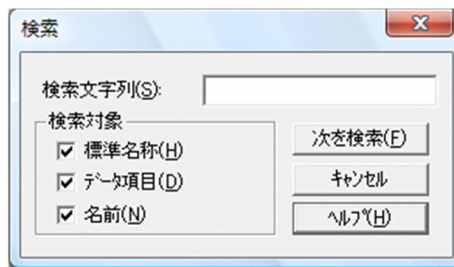 検索
検索文字列(S):
検索対象
標準名称(H)
データ項目(D)
名前(N)
次を検索(F)
キャンセル
ヘルプ(H)